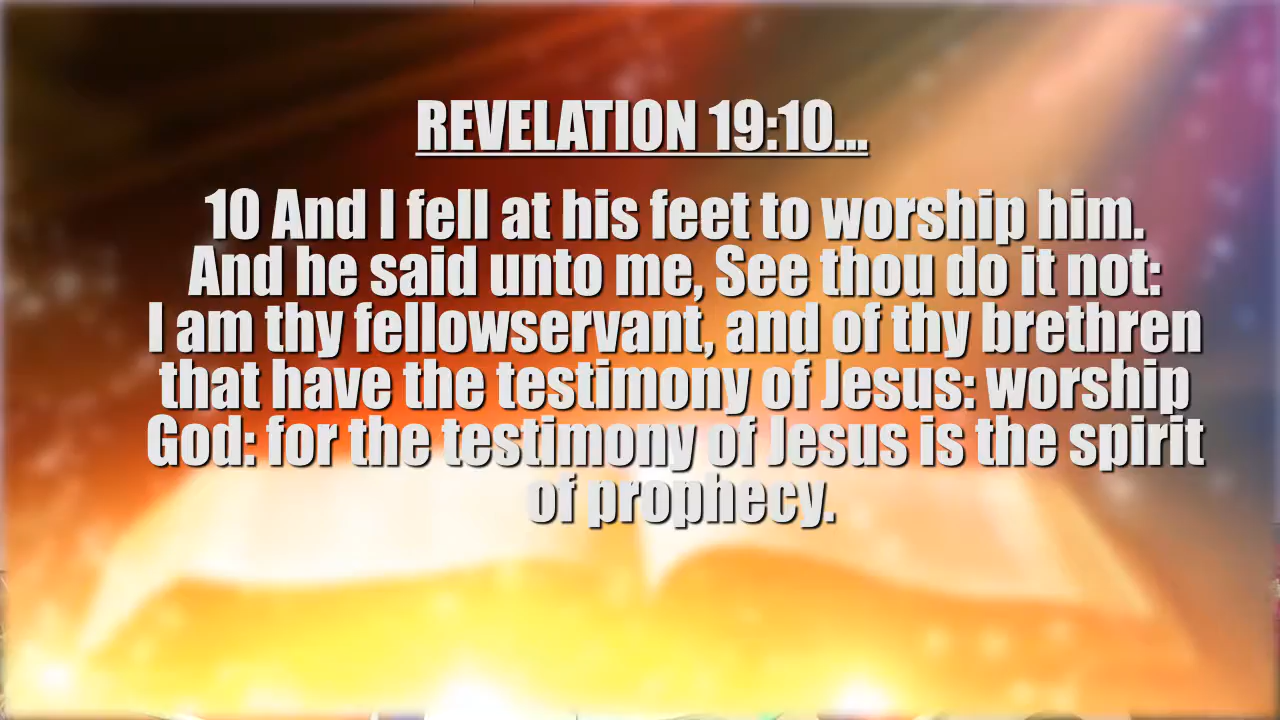 REVELATION 19:10...
10 And I fell at his feet to worship him.
And he said unto me, See thou do it not:
I am thy fellowservant, and of thy brethren
that have the testimony of Jesus: worship
God: for the testimony of Jesus is the spirit
of prophecy.